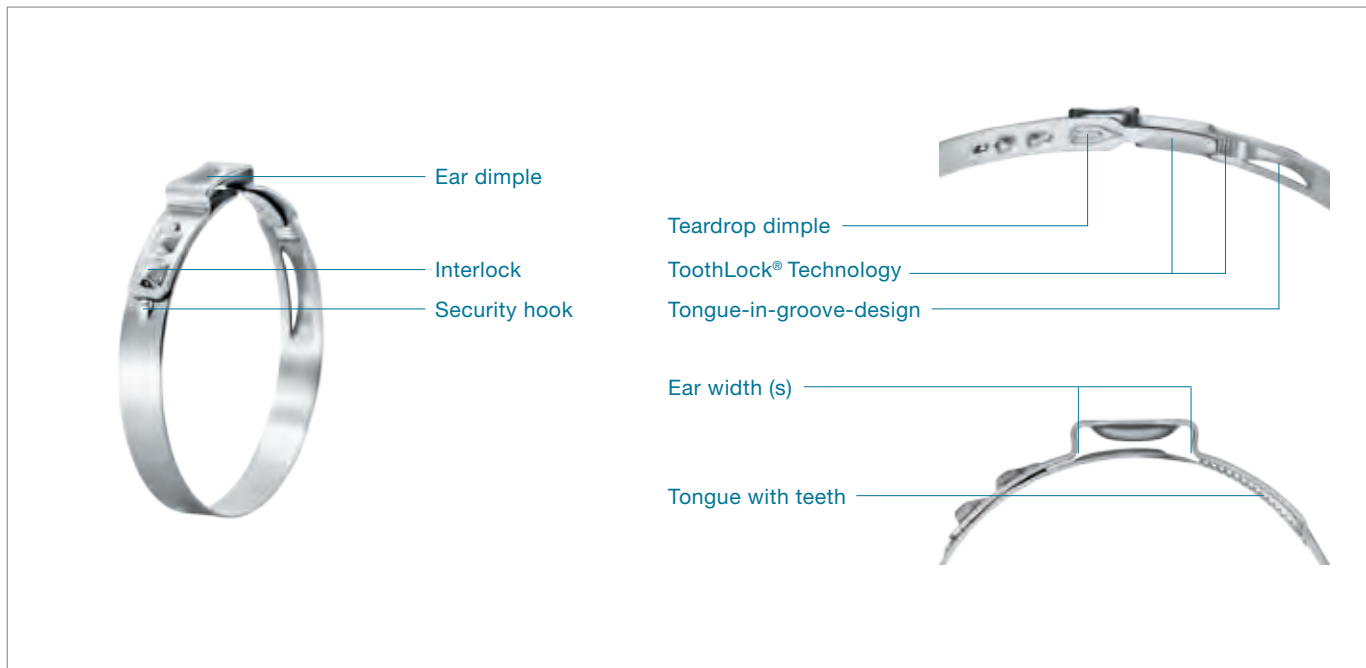 Ear dimple
Interlock
Security hook
Teardrop dimple
ToothLock® Technology
Tongue-in-groove-design
Ear width (s)
Tongue with teeth